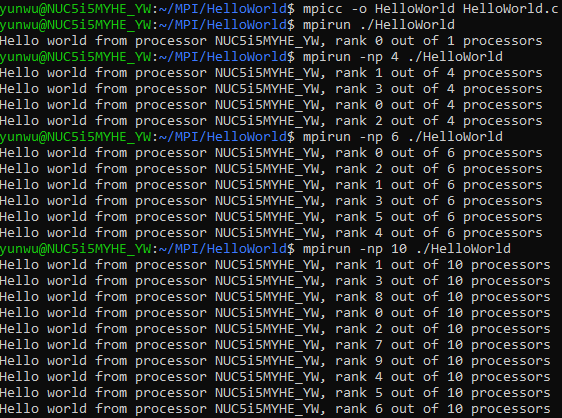 yunwu@NUC5i5MYHE_YW:~/MPI/HelloWorld$ mpicc -o HelloWorld HelloWorld.c
yunwu@NUC5i5MYHE_YW:~/MPI/HelloWorld$ mpirun ./HelloWorld
Hello world from processor NUC5i5MYHE_YW, rank 0 out of 1 processors
yunwu@NUC5i5MYHE_YW:~/MPI/HelloWorld$ mpirun -np 4 ./HelloWorld
Hello world from processor NUC5i5MYHE_YW, rank 1 out of 4 processors
Hello world from processor NUC5i5MYHE_YW, rank 3 out of 4 processors
Hello world from processor NUC5i5MYHE_YW, rank 0 out of 4 processors
Hello world from processor NUC5i5MYHE_YW, rank 2 out of 4 processors
yunwu@NUC5i5MYHE_YW:~/MPI/HelloWorld$ mpirun -np 6 ./HelloWorld
Hello world from processor NUC5i5MYHE_YW, rank 0 out of 6 processors
Hello world from processor NUC5i5MYHE_YW, rank 2 out of 6 processors
Hello world from processor NUC5i5MYHE_YW, rank 1 out of 6 processors
Hello world from processor NUC5i5MYHE_YW, rank 3 out of 6 processors
Hello world from processor NUC5i5MYHE_YW, rank 5 out of 6 processors
Hello world from processor NUC5i5MYHE_YW, rank 4 out of 6 processors
yunwu@NUC5i5MYHE_YW:~/MPI/HelloWorld$ mpirun -np 10 ./HelloWorld
Hello world from processor NUC5i5MYHE_YW, rank 1 out of 10 processors
Hello world from processor NUC5i5MYHE_YW, rank 3 out of 10 processors
Hello world from processor NUC5i5MYHE_YW, rank 8 out of 10 processors
Hello world from processor NUC5i5MYHE_YW, rank 0 out of 10 processors
Hello world from processor NUC5i5MYHE_YW, rank 2 out of 10 processors
Hello world from processor NUC5i5MYHE_YW, rank 7 out of 10 processors
Hello world from processor NUC5i5MYHE_YW, rank 9 out of 10 processors
Hello world from processor NUC5i5MYHE_YW, rank 4 out of 10 processors
Hello world from processor NUC5i5MYHE_YW, rank 5 out of 10 processors
Hello world from processor NUC5i5MYHE_YW, rank 6 out of 10 processors